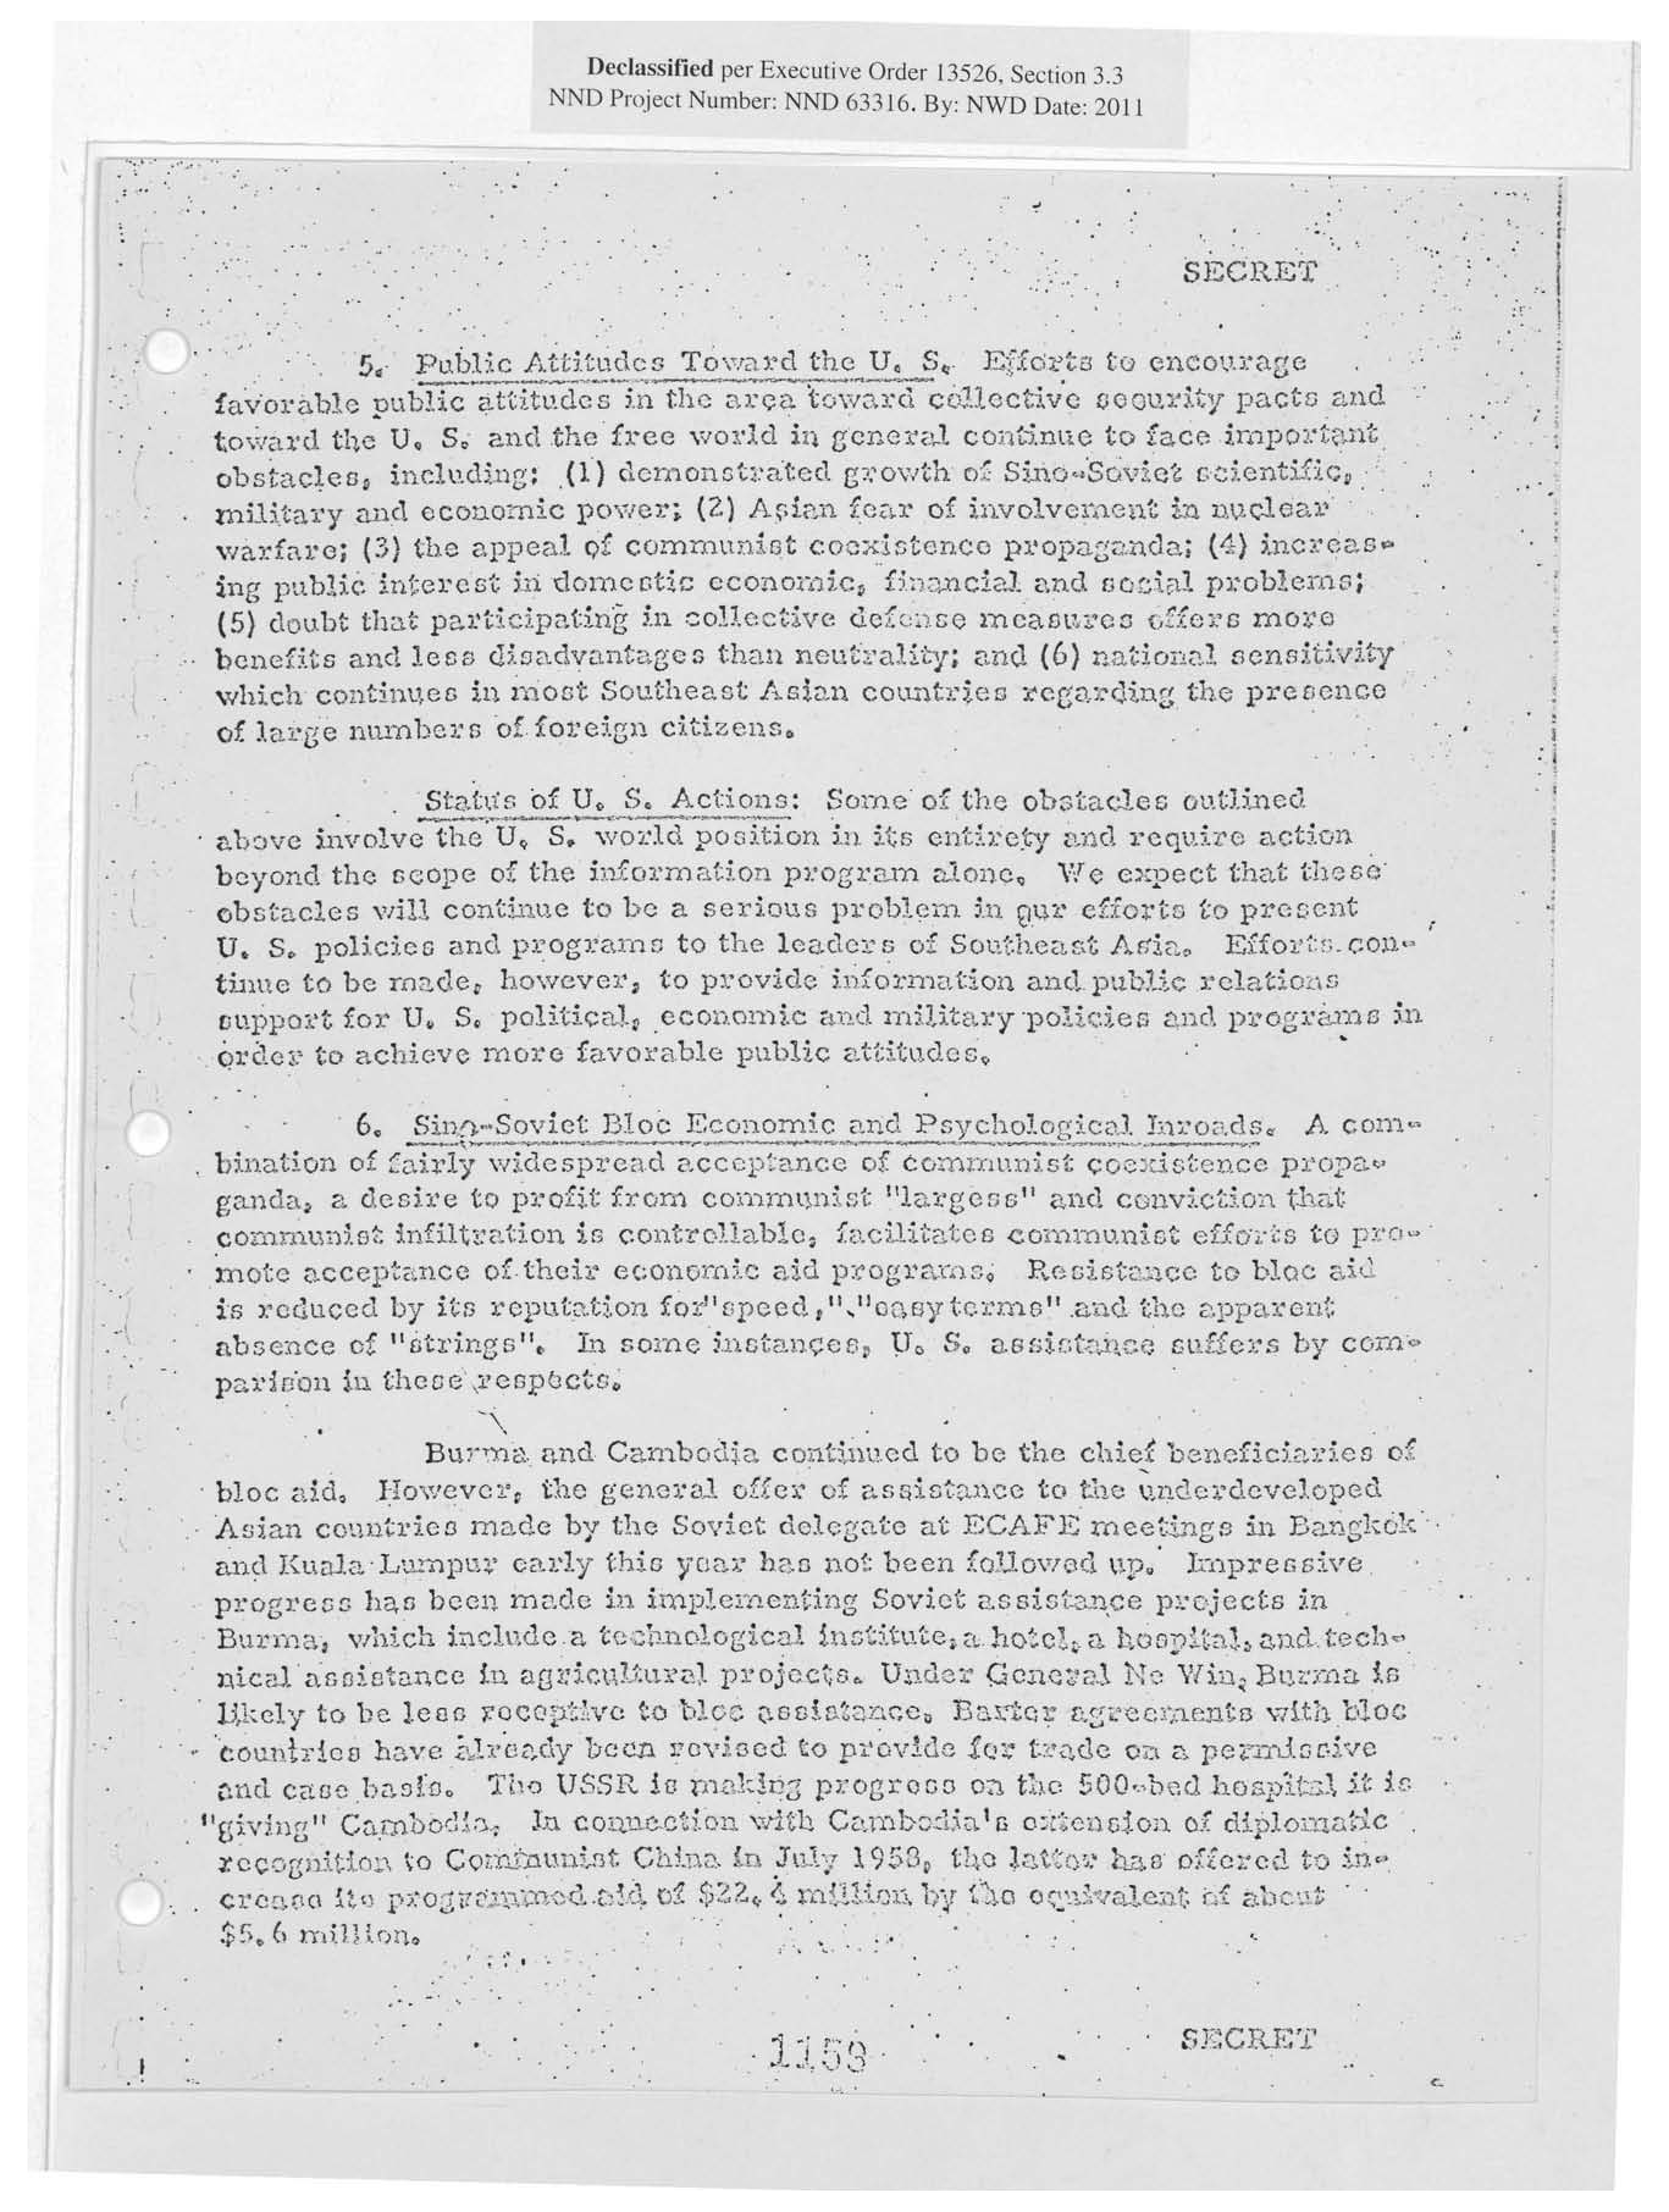 Declassified per Executive Order 13526, Section 3.3
NND Project Number: NND 63316. By: NWD Date: 2011
SECRET
5. Public Attitudes Toward the U. S. Efforts to encourage
favorable public attitudes in the area toward collective security pacts and
toward the U. S. and the free world in general continue to face important
obstacles, including: (1) demonstrated growth of Sino-Soviet scientific,
military and economic power; (2) Asian fear of involvement in nuclear
warfare; (3) the appeal of communist coexistence propaganda; (4) increas-
ing public interest in domestic economic, financial and social problems;
(5) doubt that participating in collective defense measures offers more
benefits and less disadvantages than neutrality; and (6) national sensitivity
which continues in most Southeast Asian countries regarding the presence
of large numbers of foreign citizens.
Status of U. S. Actions: Some of the obstacles outlined
above involve the U. S. world position in its entirety and require action
beyond the scope of the information program alone. We expect that these
obstacles will continue to be a serious problem in our efforts to present
U. S. policies and programs to the leaders of Southeast Asia. Efforts con-
tinue to be made, however, to provide information and public relations
support for U. S. political, economic and military policies and programs in
order to achieve more favorable public attitudes.
6. Sino-Soviet Bloc Economic and Psychological Inroads. A com-
bination of fairly widespread acceptance of communist coexistence propa-
ganda, a desire to profit from communist "largess" and conviction that
communist infiltration is controllable, facilitates communist efforts to pro-
mote acceptance of their economic aid programs. Resistance to bloc aid
is reduced by its reputation for "speed," "easy terms" and the apparent
absence of "strings". In some instances, U. S. assistance suffers by com-
parison in these respects.
Burma and Cambodia continued to be the chief beneficiaries of
bloc aid. However, the general offer of assistance to the underdeveloped
Asian countries made by the Soviet delegate at ECAFE meetings in Bangkok
and Kuala Lumpur early this year has not been followed up. Impressive
progress has been made in implementing Soviet assistance projects in
Burma, which include a technological institute, a hotel, a hospital, and tech-
nical assistance in agricultural projects. Under General Ne Win, Burma is
likely to be less receptive to bloc assistance. Barter agreements with bloc
countries have already been revised to provide for trade on a permissive
and case basis. The USSR is making progress on the 500-bed hospital it is
"giving" Cambodia. In connection with Cambodia's extension of diplomatic
recognition to Communist China in July 1958, the latter has offered to in-
crease its programmed aid of $22.4 million by the equivalent of about
$5.6 million.
1159
SECRET